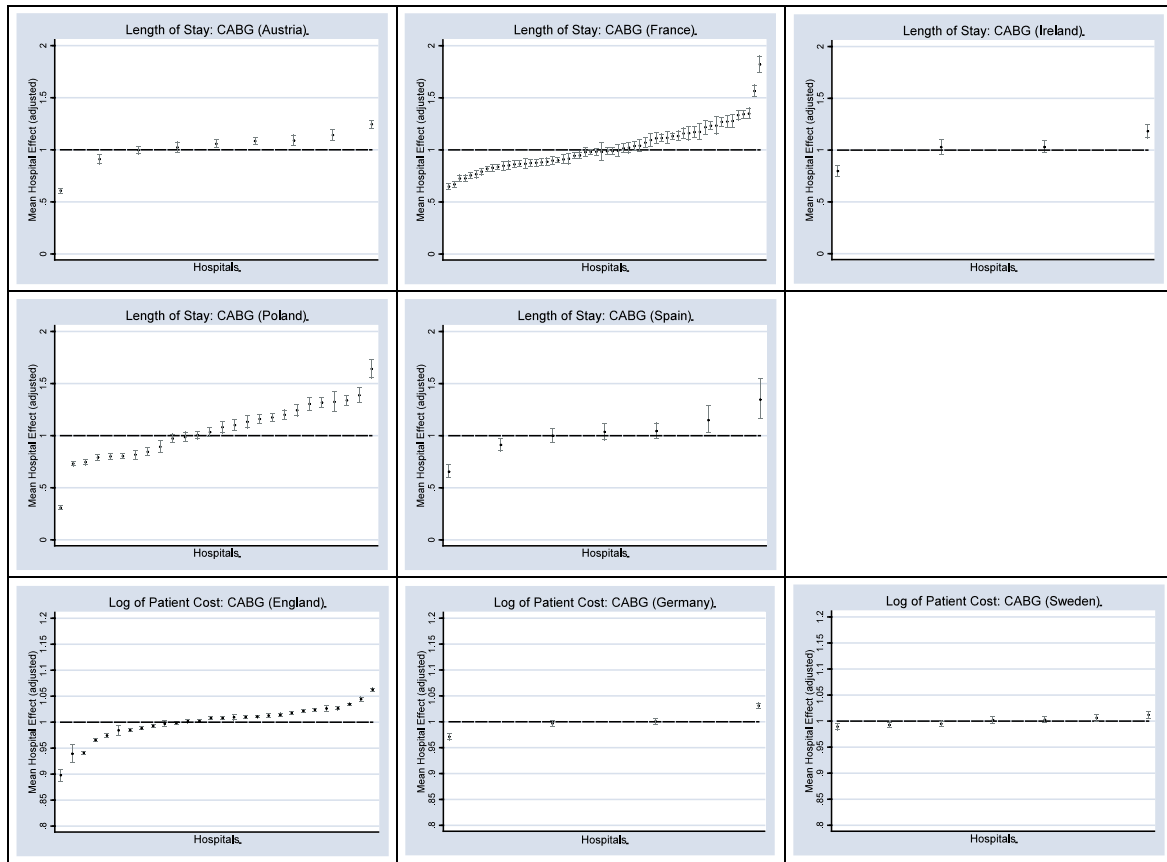 Length of Stay: CABG (Austria).
Mean Hospital Effect (adjusted)
2
1.5
1
.5
0
Hospitals.
Length of Stay: CABG (France).
Mean Hospital Effect (adjusted)
2
1.5
1
.5
0
Hospitals.
Length of Stay: CABG (Ireland).
Mean Hospital Effect (adjusted)
2
1.5
1
.5
0
Hospitals.
Length of Stay: CABG (Poland).
Mean Hospital Effect (adjusted)
2
1.5
1
.5
0
Hospitals.
Length of Stay: CABG (Spain).
Mean Hospital Effect (adjusted)
2
1.5
1
.5
0
Hospitals.
Log of Patient Cost: CABG (England).
Mean Hospital Effect (adjusted)
1.2
1.15
1.1
1.05
1
.95
.9
.85
.8
Hospitals.
Log of Patient Cost: CABG (Germany).
Mean Hospital Effect (adjusted)
1.2
1.15
1.1
1.05
1
.95
.9
.85
.8
Hospitals.
Log of Patient Cost: CABG (Sweden).
Mean Hospital Effect (adjusted)
1.2
1.15
1.1
1.05
1
.95
.9
.85
.8
Hospitals.